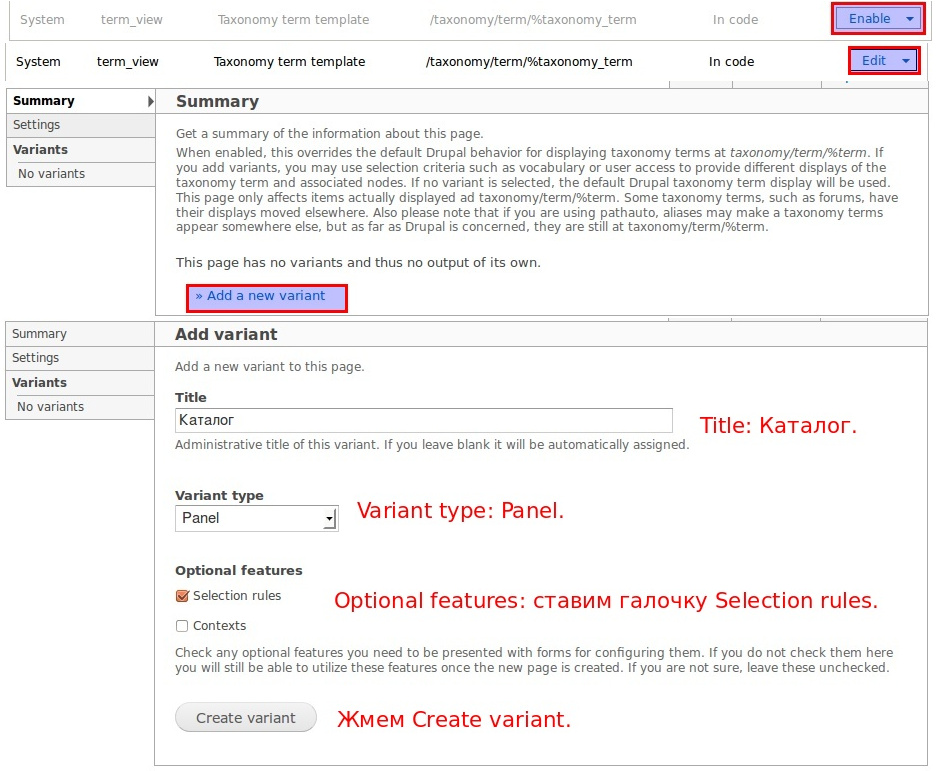 System term_view Taxonomy term template /taxonomy/term/%taxonomy_term In code Enable
System term_view Taxonomy term template /taxonomy/term/%taxonomy_term In code Edit
Summary
Settings
Variants
No variants
Summary
Get a summary of the information about this page.
When enabled, this overrides the default Drupal behavior for displaying taxonomy terms at taxonomy/term/%term. If
you add variants, you may use selection criteria such as vocabulary or user access to provide different displays of the
taxonomy term and associated nodes. If no variant is selected, the default Drupal taxonomy term display will be used.
This page only affects items actually displayed ad taxonomy/term/%term. Some taxonomy terms, such as forums, have
their displays moved elsewhere. Also please note that if you are using pathauto, aliases may make a taxonomy terms
appear somewhere else, but as far as Drupal is concerned, they are still at taxonomy/term/%term.
This page has no variants and thus no output of its own.
» Add a new variant
Summary
Settings
Variants
No variants
Add variant
Add a new variant to this page.
Title
Каталог
Title: Каталог.
Administrative title of this variant. If you leave blank it will be automatically assigned.
Variant type
Panel
Variant type: Panel.
Optional features
Selection rules
Optional features: ставим галочку Selection rules.
Contexts
Check any optional features you need to be presented with forms for configuring them. If you do not check them here
you will still be able to utilize these features once the new page is created. If you are not sure, leave these unchecked.
Create variant
Жмем Create variant.